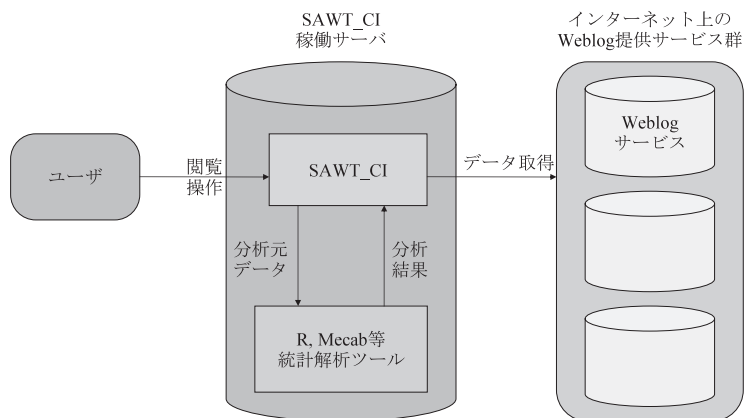 SAWT_CI
稼働サーバ
インターネット上の
Weblog提供サービス群
ユーザ
閲覧
操作
SAWT_CI
データ取得
Weblog
サービス
分析元
データ
分析
結果
R, Mecab等
統計解析ツール